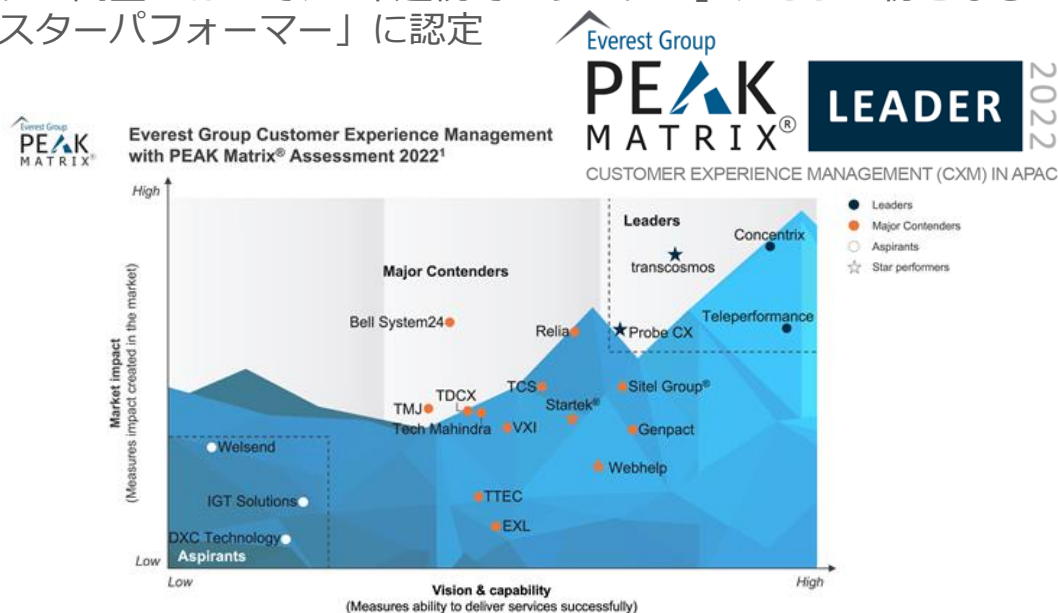 スターパフォーマー」に認定
Everest Group
PEAK
MATRIX®
LEADER
2022
CUSTOMER EXPERIENCE MANAGEMENT (CXM) IN APAC
Everest Group
PEAK
MATRIX®
Everest Group Customer Experience Management
with PEAK Matrix® Assessment 2022¹
High
Leaders
Major Contenders
Aspirants
Star performers
Leaders
Concentrix
transcosmos
Major Contenders
Teleperformance
Bell System24
Relia
Probe CX
Market impact
(Measures impact created in the market)
TCS
Sitel Group®
TDCX
TMJ
Startek®
Tech Mahindra
VXI
Genpact
Welsend
Webhelp
IGT Solutions
TTEC
EXL
DXC Technology
Aspirants
Low
Low
High
Vision & capability
(Measures ability to deliver services successfully)